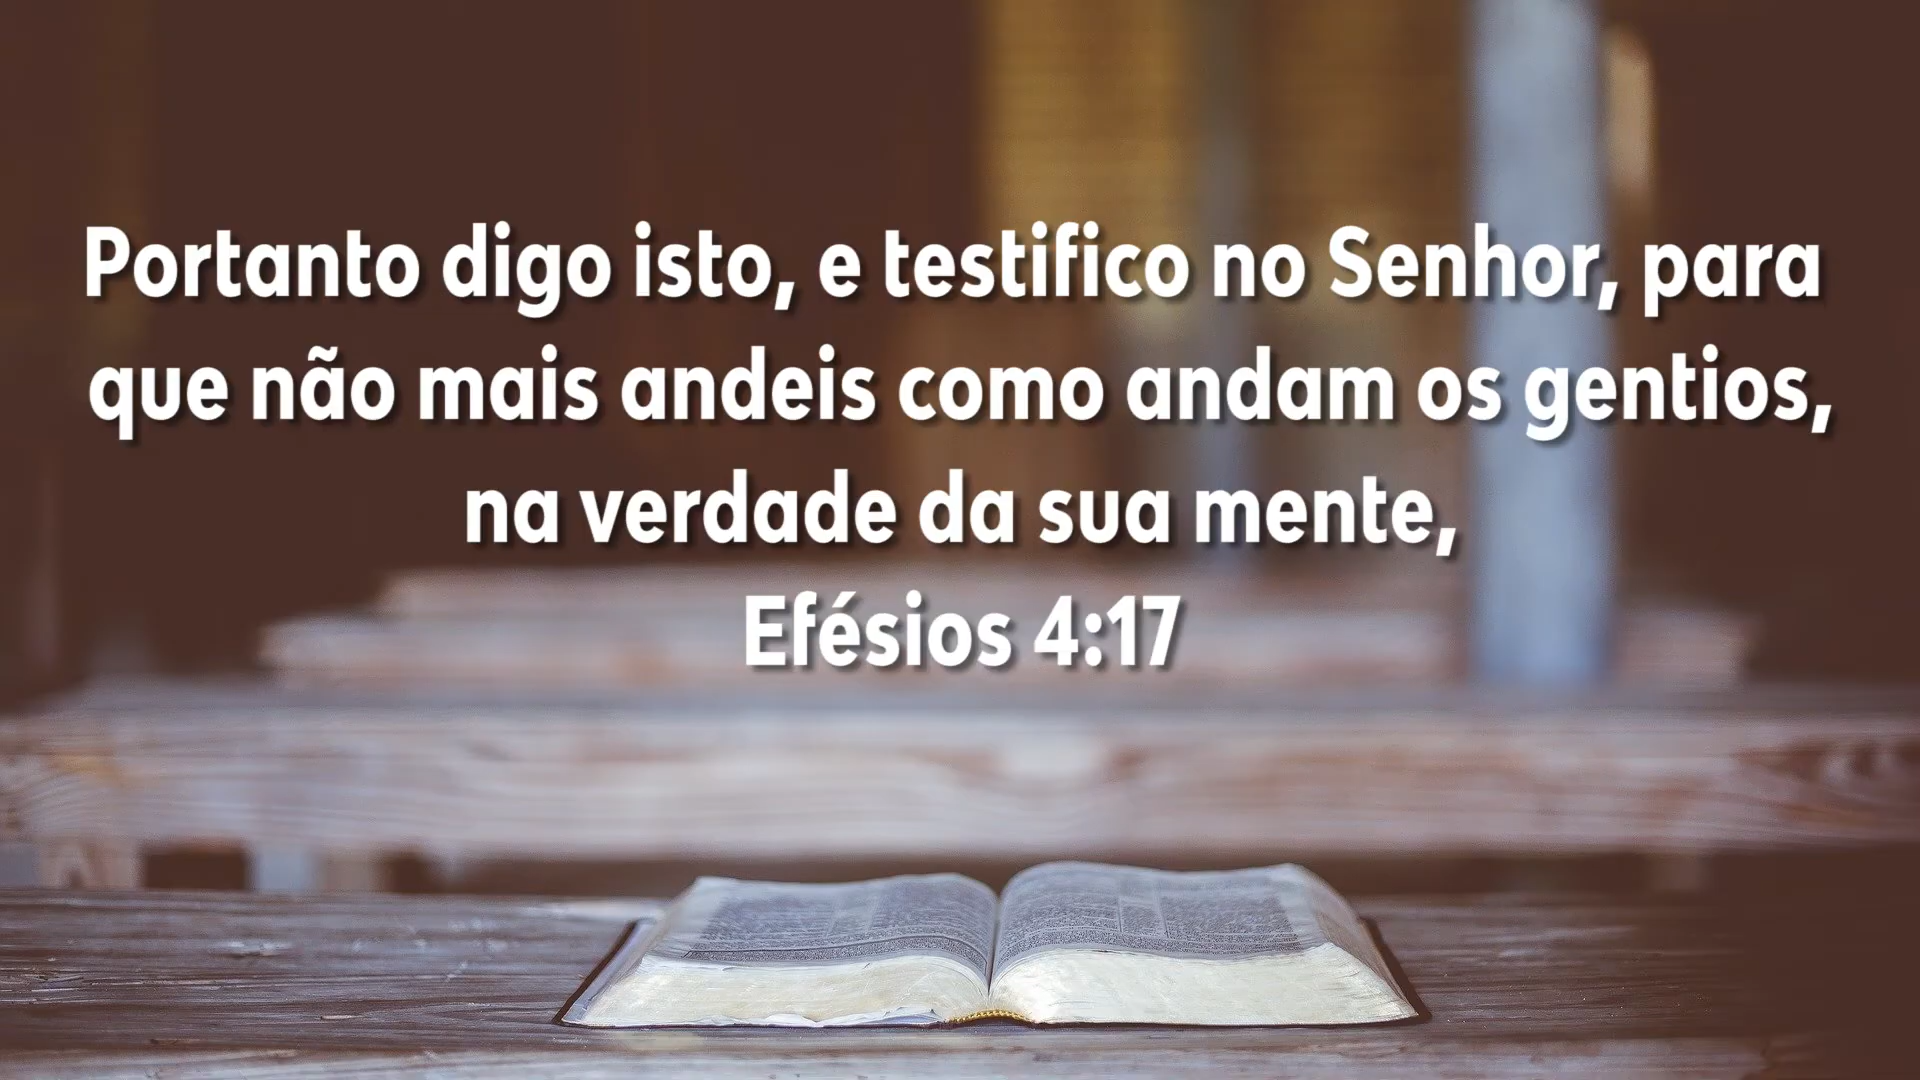 Portanto digo isto, e testifico no Senhor, para
que não mais andeis como andam os gentios,
na verdade da sua mente,
Efésios 4:17